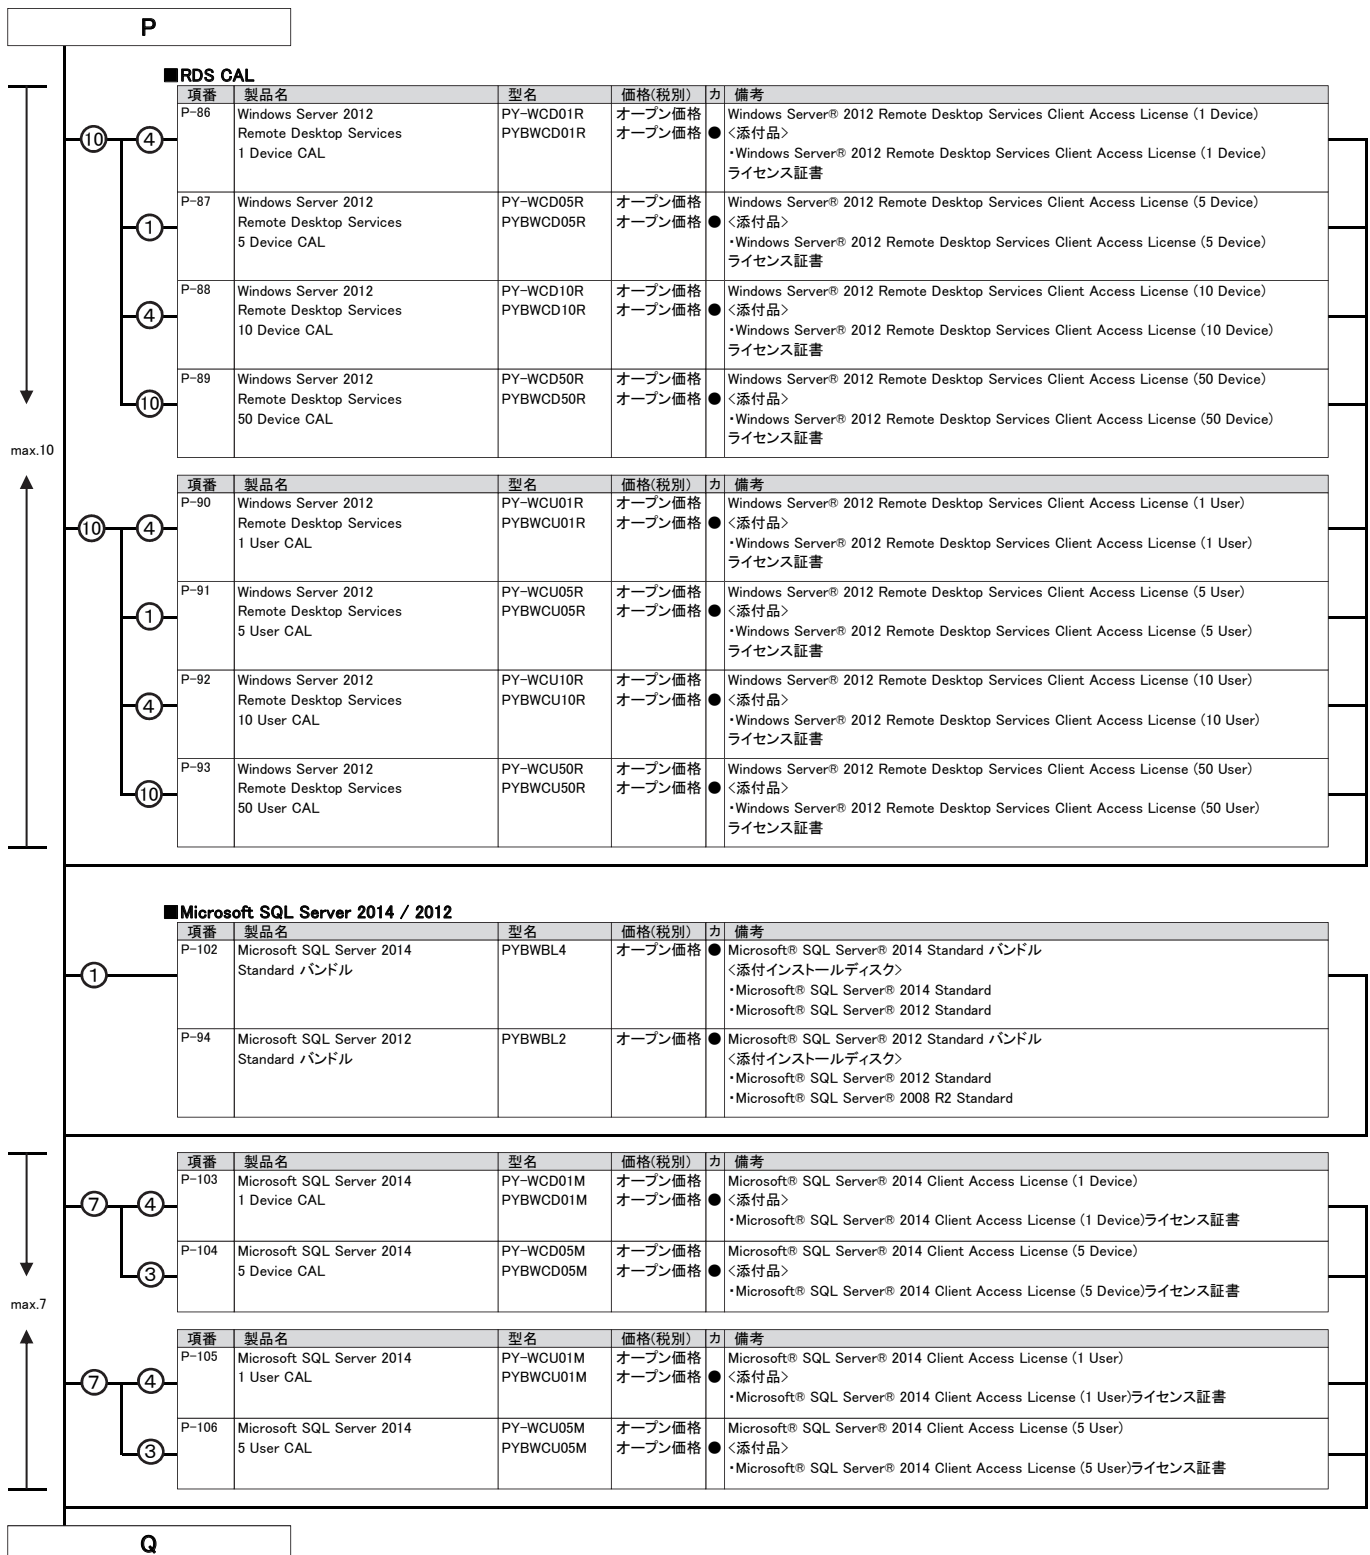 P
■RDS CAL
項番 製品名 型名 価格(税別) カ 備考
P-86 Windows Server 2012 PY-WCD01R オープン価格 Windows Server® 2012 Remote Desktop Services Client Access License (1 Device)
⑩ ④ Remote Desktop Services PYBWCD01R オープン価格 ● <添付品>
1 Device CAL ・Windows Server® 2012 Remote Desktop Services Client Access License (1 Device)
ライセンス証書
P-87 Windows Server 2012 PY-WCD05R オープン価格 Windows Server® 2012 Remote Desktop Services Client Access License (5 Device)
① Remote Desktop Services PYBWCD05R オープン価格 ● <添付品>
5 Device CAL ・Windows Server® 2012 Remote Desktop Services Client Access License (5 Device)
ライセンス証書
P-88 Windows Server 2012 PY-WCD10R オープン価格 Windows Server® 2012 Remote Desktop Services Client Access License (10 Device)
④ Remote Desktop Services PYBWCD10R オープン価格 ● <添付品>
10 Device CAL ・Windows Server® 2012 Remote Desktop Services Client Access License (10 Device)
ライセンス証書
P-89 Windows Server 2012 PY-WCD50R オープン価格 Windows Server® 2012 Remote Desktop Services Client Access License (50 Device)
⑩ Remote Desktop Services PYBWCD50R オープン価格 ● <添付品>
50 Device CAL ・Windows Server® 2012 Remote Desktop Services Client Access License (50 Device)
ライセンス証書
max.10
項番 製品名 型名 価格(税別) カ 備考
P-90 Windows Server 2012 PY-WCU01R オープン価格 Windows Server® 2012 Remote Desktop Services Client Access License (1 User)
⑩ ④ Remote Desktop Services PYBWCU01R オープン価格 ● <添付品>
1 User CAL ・Windows Server® 2012 Remote Desktop Services Client Access License (1 User)
ライセンス証書
P-91 Windows Server 2012 PY-WCU05R オープン価格 Windows Server® 2012 Remote Desktop Services Client Access License (5 User)
① Remote Desktop Services PYBWCU05R オープン価格 ● <添付品>
5 User CAL ・Windows Server® 2012 Remote Desktop Services Client Access License (5 User)
ライセンス証書
P-92 Windows Server 2012 PY-WCU10R オープン価格 Windows Server® 2012 Remote Desktop Services Client Access License (10 User)
④ Remote Desktop Services PYBWCU10R オープン価格 ● <添付品>
10 User CAL ・Windows Server® 2012 Remote Desktop Services Client Access License (10 User)
ライセンス証書
P-93 Windows Server 2012 PY-WCU50R オープン価格 Windows Server® 2012 Remote Desktop Services Client Access License (50 User)
⑩ Remote Desktop Services PYBWCU50R オープン価格 ● <添付品>
50 User CAL ・Windows Server® 2012 Remote Desktop Services Client Access License (50 User)
ライセンス証書
■Microsoft SQL Server 2014 / 2012
項番 製品名 型名 価格(税別) カ 備考
P-102 Microsoft SQL Server 2014 PYBWBL4 オープン価格 ● Microsoft® SQL Server® 2014 Standard バンドル
① Standard バンドル <添付インストールディスク>
・Microsoft® SQL Server® 2014 Standard
・Microsoft® SQL Server® 2012 Standard
P-94 Microsoft SQL Server 2012 PYBWBL2 オープン価格 ● Microsoft® SQL Server® 2012 Standard バンドル
Standard バンドル <添付インストールディスク>
・Microsoft® SQL Server® 2012 Standard
・Microsoft® SQL Server® 2008 R2 Standard
項番 製品名 型名 価格(税別) カ 備考
P-103 Microsoft SQL Server 2014 PY-WCD01M オープン価格 Microsoft® SQL Server® 2014 Client Access License (1 Device)
⑦ ④ 1 Device CAL PYBWCD01M オープン価格 ● <添付品>
・Microsoft® SQL Server® 2014 Client Access License (1 Device)ライセンス証書
P-104 Microsoft SQL Server 2014 PY-WCD05M オープン価格 Microsoft® SQL Server® 2014 Client Access License (5 Device)
③ 5 Device CAL PYBWCD05M オープン価格 ● <添付品>
・Microsoft® SQL Server® 2014 Client Access License (5 Device)ライセンス証書
max.7
項番 製品名 型名 価格(税別) カ 備考
P-105 Microsoft SQL Server 2014 PY-WCU01M オープン価格 Microsoft® SQL Server® 2014 Client Access License (1 User)
⑦ ④ 1 User CAL PYBWCU01M オープン価格 ● <添付品>
・Microsoft® SQL Server® 2014 Client Access License (1 User)ライセンス証書
P-106 Microsoft SQL Server 2014 PY-WCU05M オープン価格 Microsoft® SQL Server® 2014 Client Access License (5 User)
③ 5 User CAL PYBWCU05M オープン価格 ● <添付品>
・Microsoft® SQL Server® 2014 Client Access License (5 User)ライセンス証書
Q